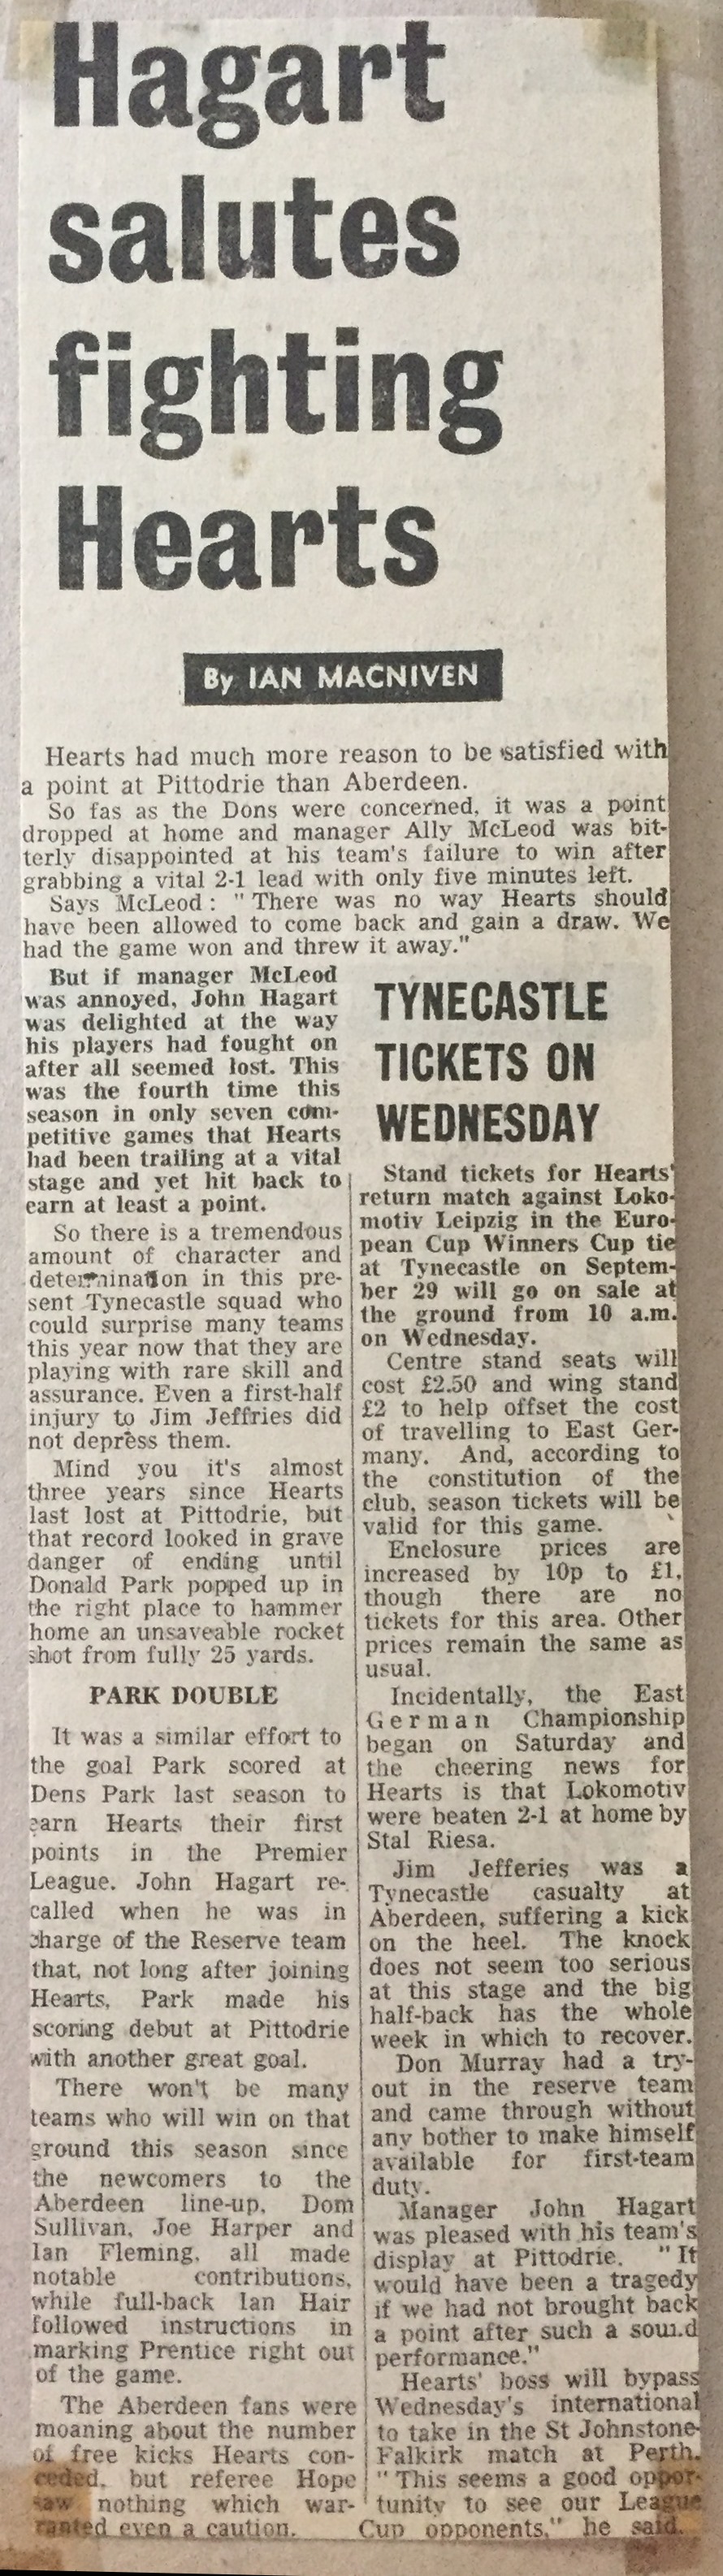 Hagart
salutes
fighting
Hearts
By IAN MACNIVEN
Hearts had much more reason to be satisfied with
a point at Pittodrie than Aberdeen.
So fas as the Dons were concerned, it was a point
dropped at home and manager Ally McLeod was bit-
terly disappointed at his team's failure to win after
grabbing a vital 2-1 lead with only five minutes left.
Says McLeod: "There was no way Hearts should
have been allowed to come back and gain a draw. We
had the game won and threw it away."
But if manager McLeod
was annoyed, John Hagart
was delighted at the way
his players had fought on
after all seemed lost. This
was the fourth time this
season in only seven com-
petitive games that Hearts
had been trailing at a vital
stage and yet hit back to
earn at least a point.
So there is a tremendous
amount of character and
determination in this pre-
sent Tynecastle squad who
could surprise many teams
this year now that they are
playing with rare skill and
assurance. Even a first-half
injury to Jim Jeffries did
not depress them.
Mind you it's almost
three years since Hearts
last lost at Pittodrie, but
that record looked in grave
danger of ending until
Donald Park popped up in
the right place to hammer
home an unsaveable rocket
shot from fully 25 yards.
PARK DOUBLE
It was a similar effort to
the goal Park scored at
Dens Park last season to
earn Hearts their first
points in the Premier
League. John Hagart re-
called when he was in
charge of the Reserve team
that, not long after joining
Hearts, Park made his
scoring debut at Pittodrie
with another great goal.
There won't be many
teams who will win on that
ground this season since
the newcomers to the
Aberdeen line-up, Dom
Sullivan, Joe Harper and
Ian Fleming, all made
notable contributions,
while full-back Ian Hair
followed instructions in
marking Prentice right out
of the game.
The Aberdeen fans were
moaning about the number
of free kicks Hearts con-
ceded, but referee Hope
saw nothing which war-
ranted even a caution.
TYNECASTLE
TICKETS ON
WEDNESDAY
Stand tickets for Hearts'
return match against Loko-
motiv Leipzig in the Euro-
pean Cup Winners Cup tie
at Tynecastle on Septem-
ber 29 will go on sale at
the ground from 10 a.m.
on Wednesday.
Centre stand seats will
cost £2.50 and wing stand
£2 to help offset the cost
of travelling to East Ger-
many. And, according to
the constitution of the
club, season tickets will be
valid for this game.
Enclosure prices are
increased by 10p to £1,
though there are no
tickets for this area. Other
prices remain the same as
usual.
Incidentally, the East
German Championship
began on Saturday and
the cheering news for
Hearts is that Lokomotiv
were beaten 2-1 at home by
Stal Riesa.
Jim Jefferies was a
Tynecastle casualty at
Aberdeen, suffering a kick
on the heel. The knock
does not seem too serious
at this stage and the big
half-back has the whole
week in which to recover.
Don Murray had a try-
out in the reserve team
and came through without
any bother to make himself
available for first-team
duty.
Manager John Hagart
was pleased with his team's
display at Pittodrie. "It
would have been a tragedy
if we had not brought back
a point after such a sound
performance."
Hearts' boss will bypass
Wednesday's international
to take in the St Johnstone-
Falkirk match at Perth.
"This seems a good oppor-
tunity to see our League
Cup opponents," he said.